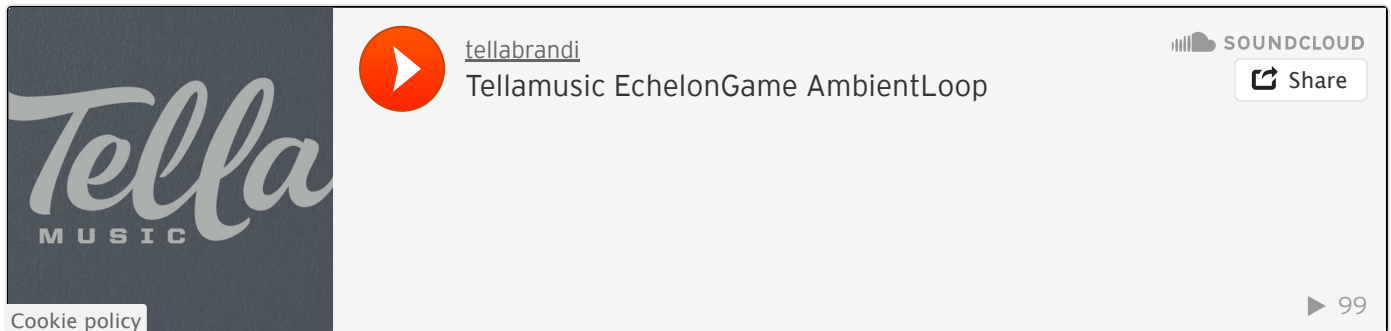 Tella
MUSIC
Cookie policy
tellabrandi
Tellamusic EchelonGame AmbientLoop
SOUNDCLOUD
Share
99